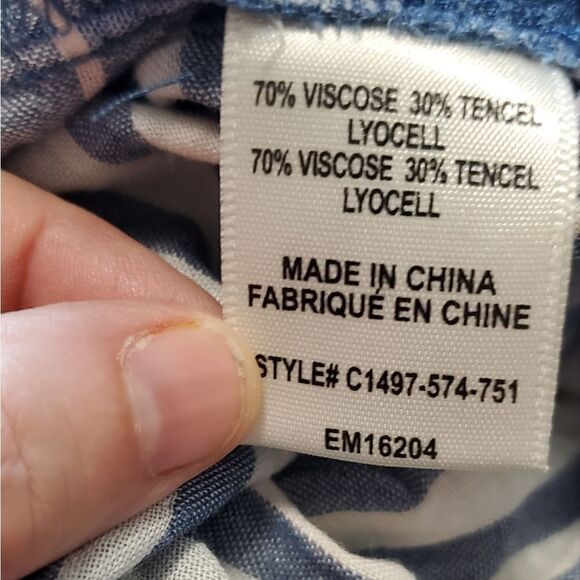 70% VISCOSE 30% TENCEL
LYOCELL
70% VISCOSE 30% TENCEL
LYOCELL
MADE IN CHINA
FABRIQUÉ EN CHINE
STYLE# C1497-574-751
EM16204